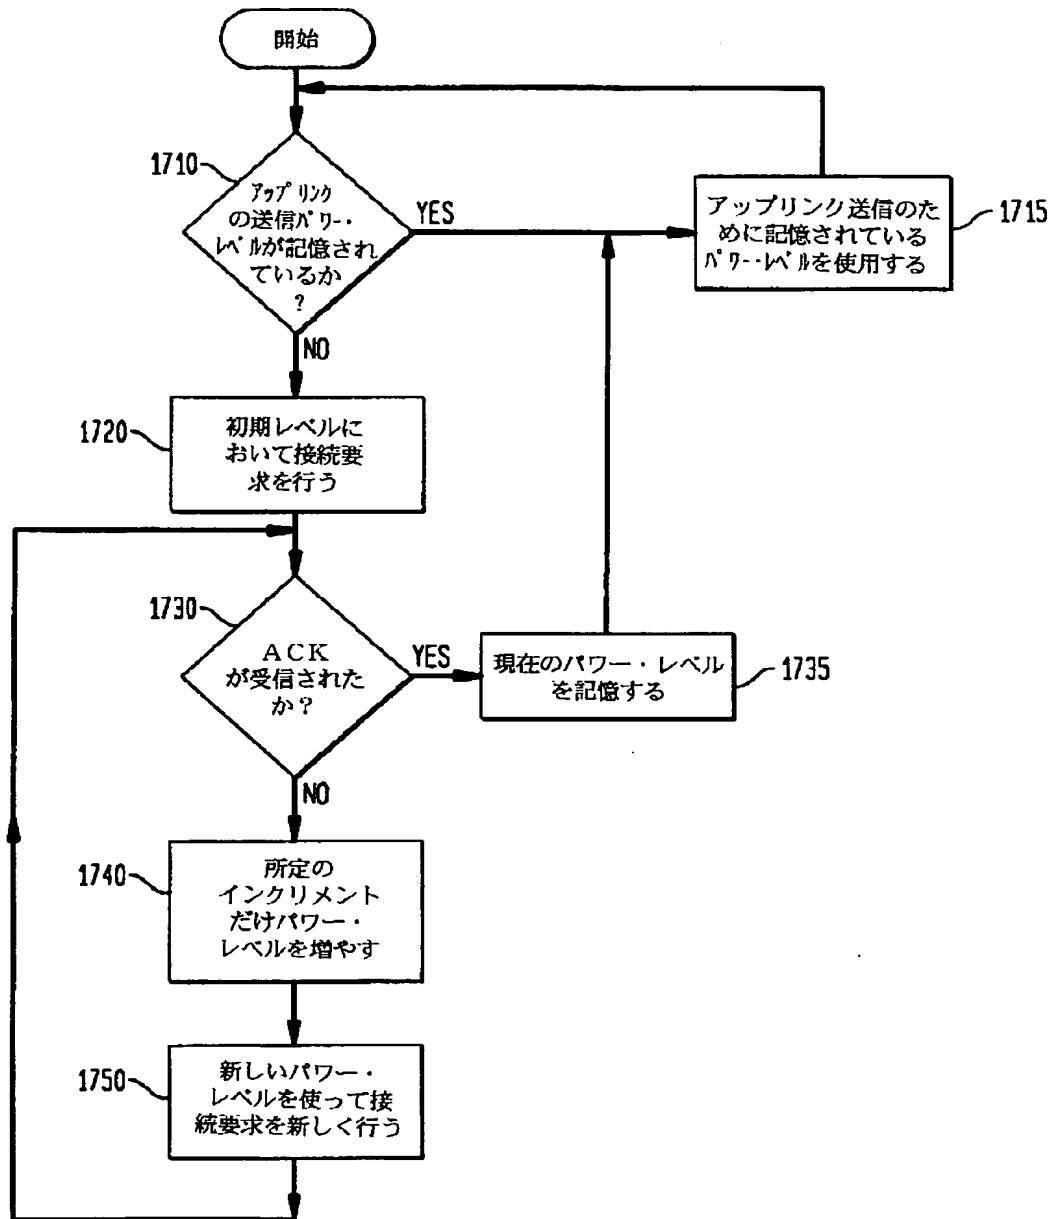 開始
1710
アップリンク
の送信パワー・
レベルが記憶され
ているか
?
YES
アップリンク送信のた
めに記憶されている
パワー・レベルを使用する
1715
NO
1720
初期レベルに
おいて接続要
求を行う
1730
ACK
が受信された
か?
YES
現在のパワー・レベル
を記憶する
1735
NO
1740
所定の
インクリメント
だけパワー・
レベルを増やす
1750
新しいパワー・
レベルを使って接
続要求を新しく行う